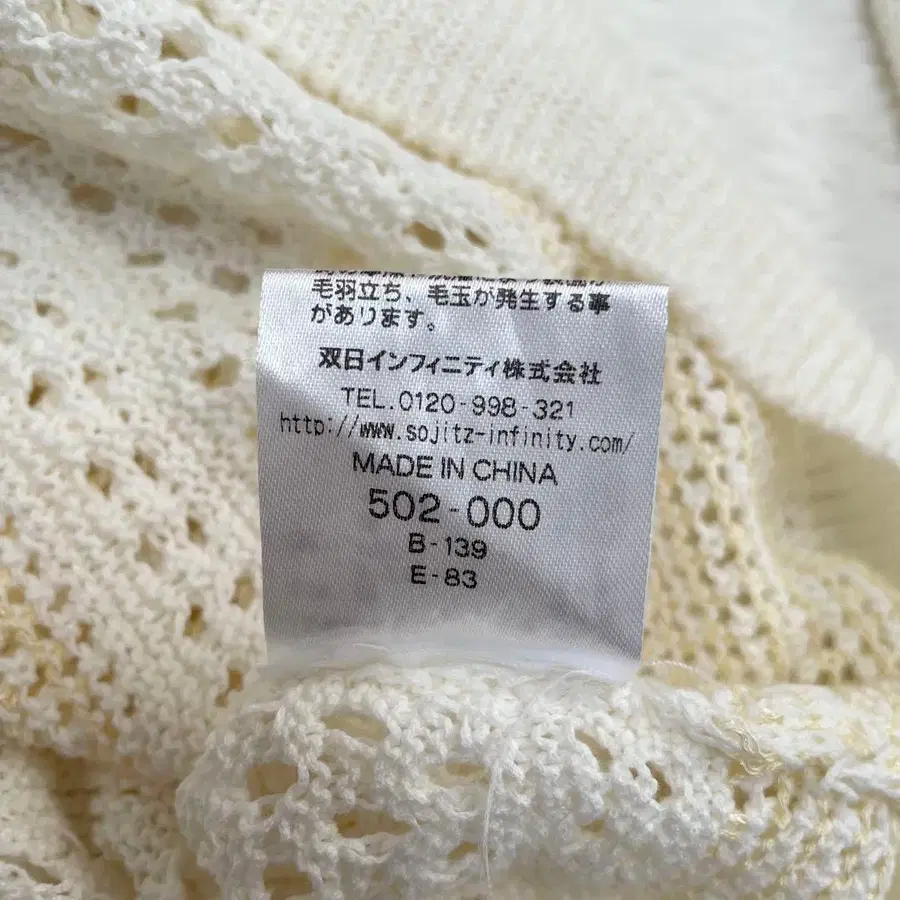 毛羽立ち、毛玉が発生する事
があります。
双日インフィニティ株式会社
TEL.0120-998-321
http://www.sojitz-infinity.com/
MADE IN CHINA
502-000
B-139
E-83